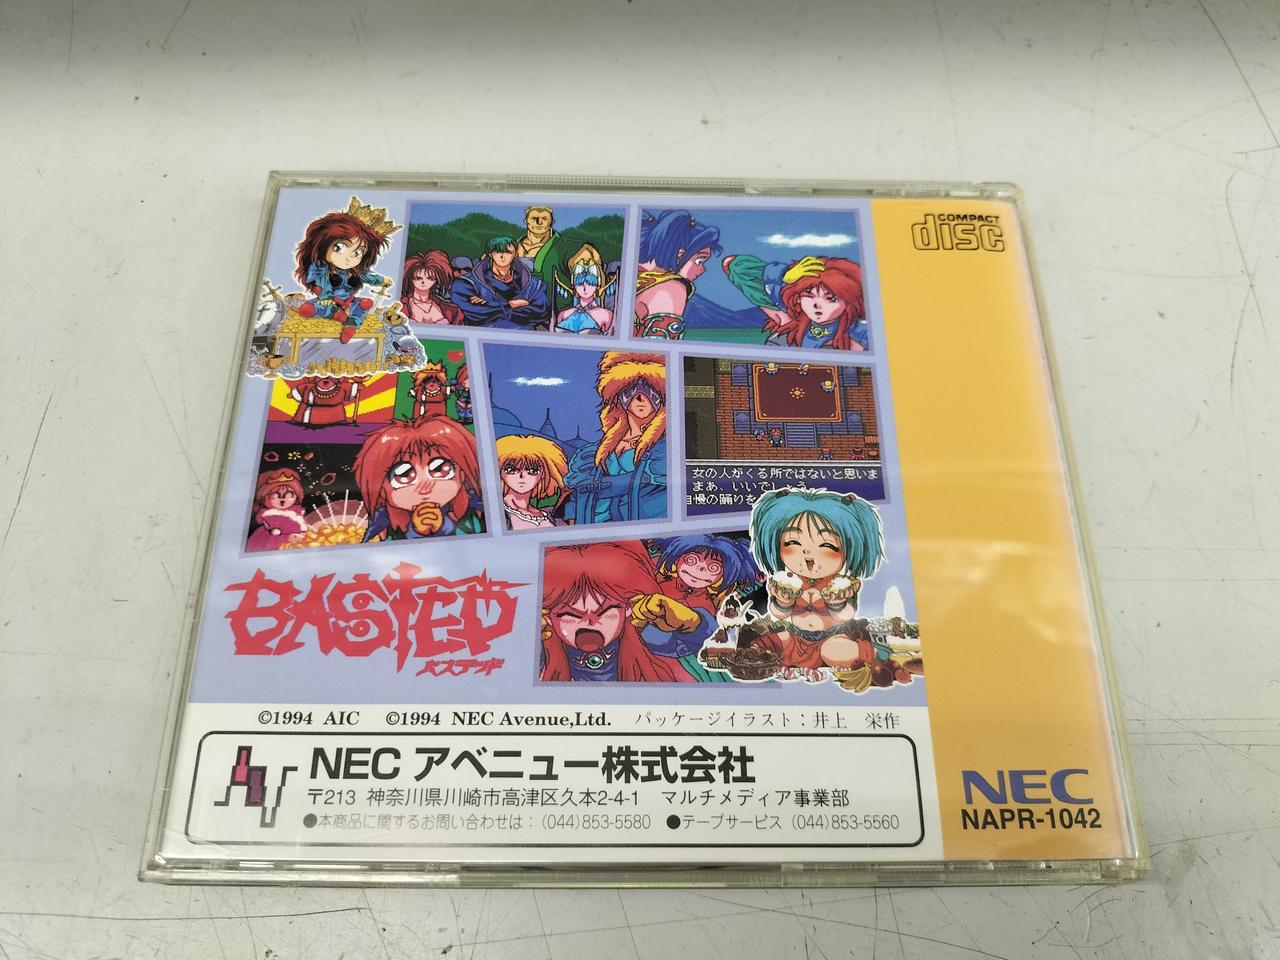 COMPACT
disc
女の人がくる所ではないと思いま
まあ、いいでしょう
自慢の踊りを
BASTED
バステッド
©1994 AIC ©1994 NEC Avenue,Ltd. パッケージイラスト：井上 栄作
NEC アベニュー株式会社
〒213 神奈川県川崎市高津区久本2-4-1 マルチメディア事業部
●本商品に関するお問い合わせは：(044)853-5580 ●テープサービス (044)853-5560
NEC
NAPR-1042